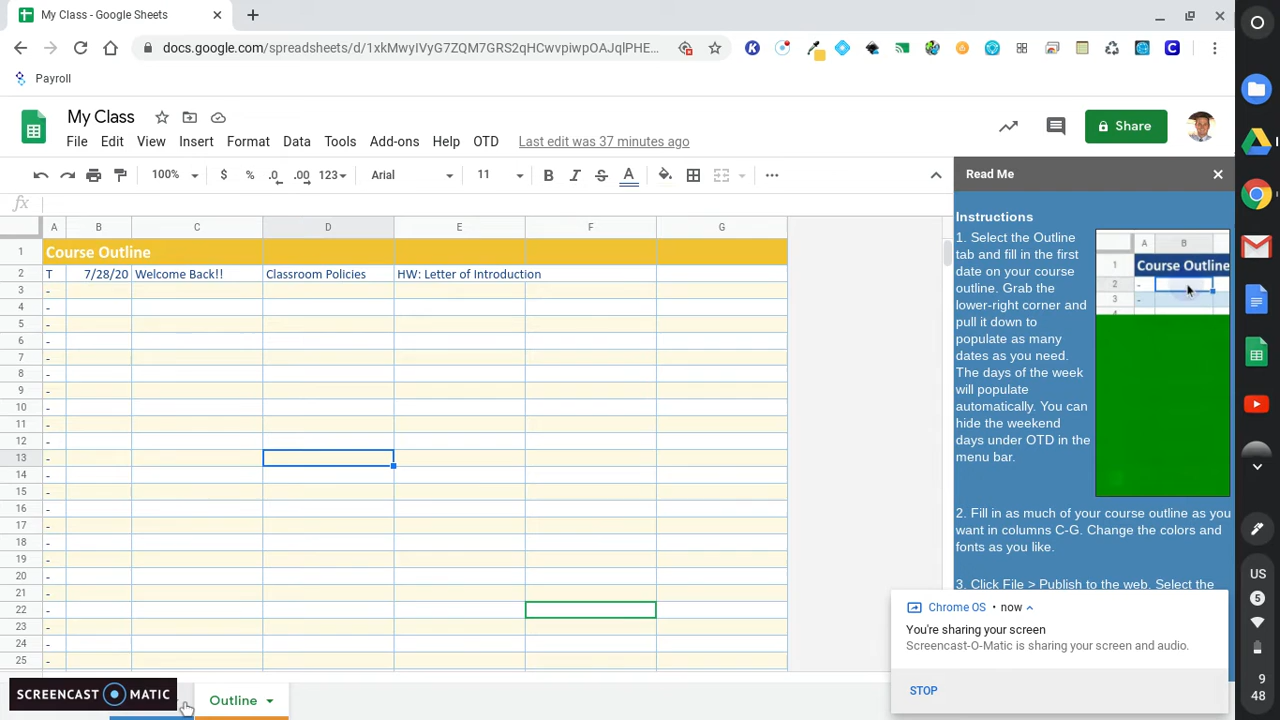 My Class - Google Sheets
docs.google.com/spreadsheets/d/1xkMwyIVyG7ZQM7GRS2qHCwvpiwpOAJqlPHE...
Payroll
My Class
File Edit View Insert Format Data Tools Add-ons Help OTD Last edit was 37 minutes ago
Share
100% $ % .0 .00 123 Arial 11 B I S A
Read Me
fx
A B C D E F G
1 Course Outline
2 T 7/28/20 Welcome Back!! Classroom Policies HW: Letter of Introduction
3 -
4 -
5 -
6 -
7 -
8 -
9 -
10 -
11 -
12 -
13 -
14 -
15 -
16 -
17 -
18 -
19 -
20 -
21 -
22 -
23 -
24 -
25 -
Instructions
1. Select the Outline
tab and fill in the first
date on your course
outline. Grab the
lower-right corner and
pull it down to
populate as many
dates as you need.
The days of the week
will populate
automatically. You can
hide the weekend
days under OTD in the
menu bar.
A B
1 Course Outline
2 -
3 -
2. Fill in as much of your course outline as you
want in columns C-G. Change the colors and
fonts as you like.
3. Click File > Publish to the web. Select the
Chrome OS • now
You're sharing your screen
Screencast-O-Matic is sharing your screen and audio.
STOP
SCREENCAST O MATIC
Outline
US
5
9
48